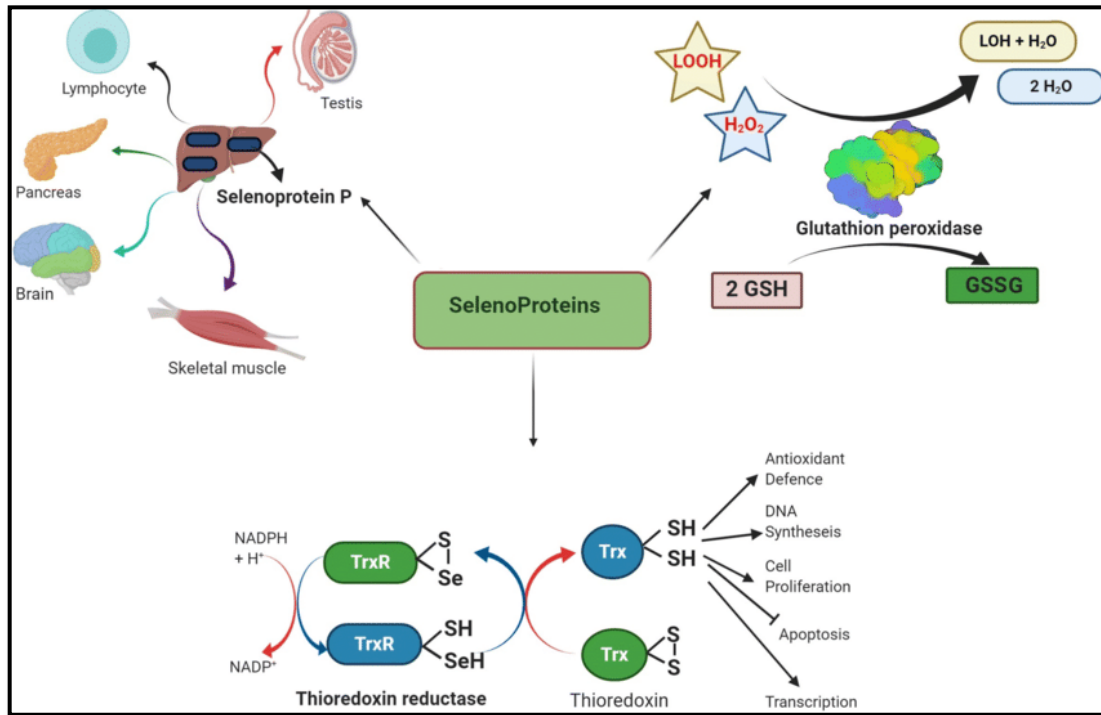 Lymphocyte
Testis
Pancreas
Selenoprotein P
Brain
Skeletal muscle
LOOH
H₂O₂
LOH + H₂O
2 H₂O
Glutathion peroxidase
2 GSH
GSSG
SelenoProteins
NADPH
+ H⁺
NADP⁺
TrxR
S
Se
TrxR
SH
SeH
Thioredoxin reductase
Trx
SH
SH
Trx
S
S
Thioredoxin
Antioxidant
Defence
DNA
Syntheseis
Cell
Proliferation
Apoptosis
Transcription